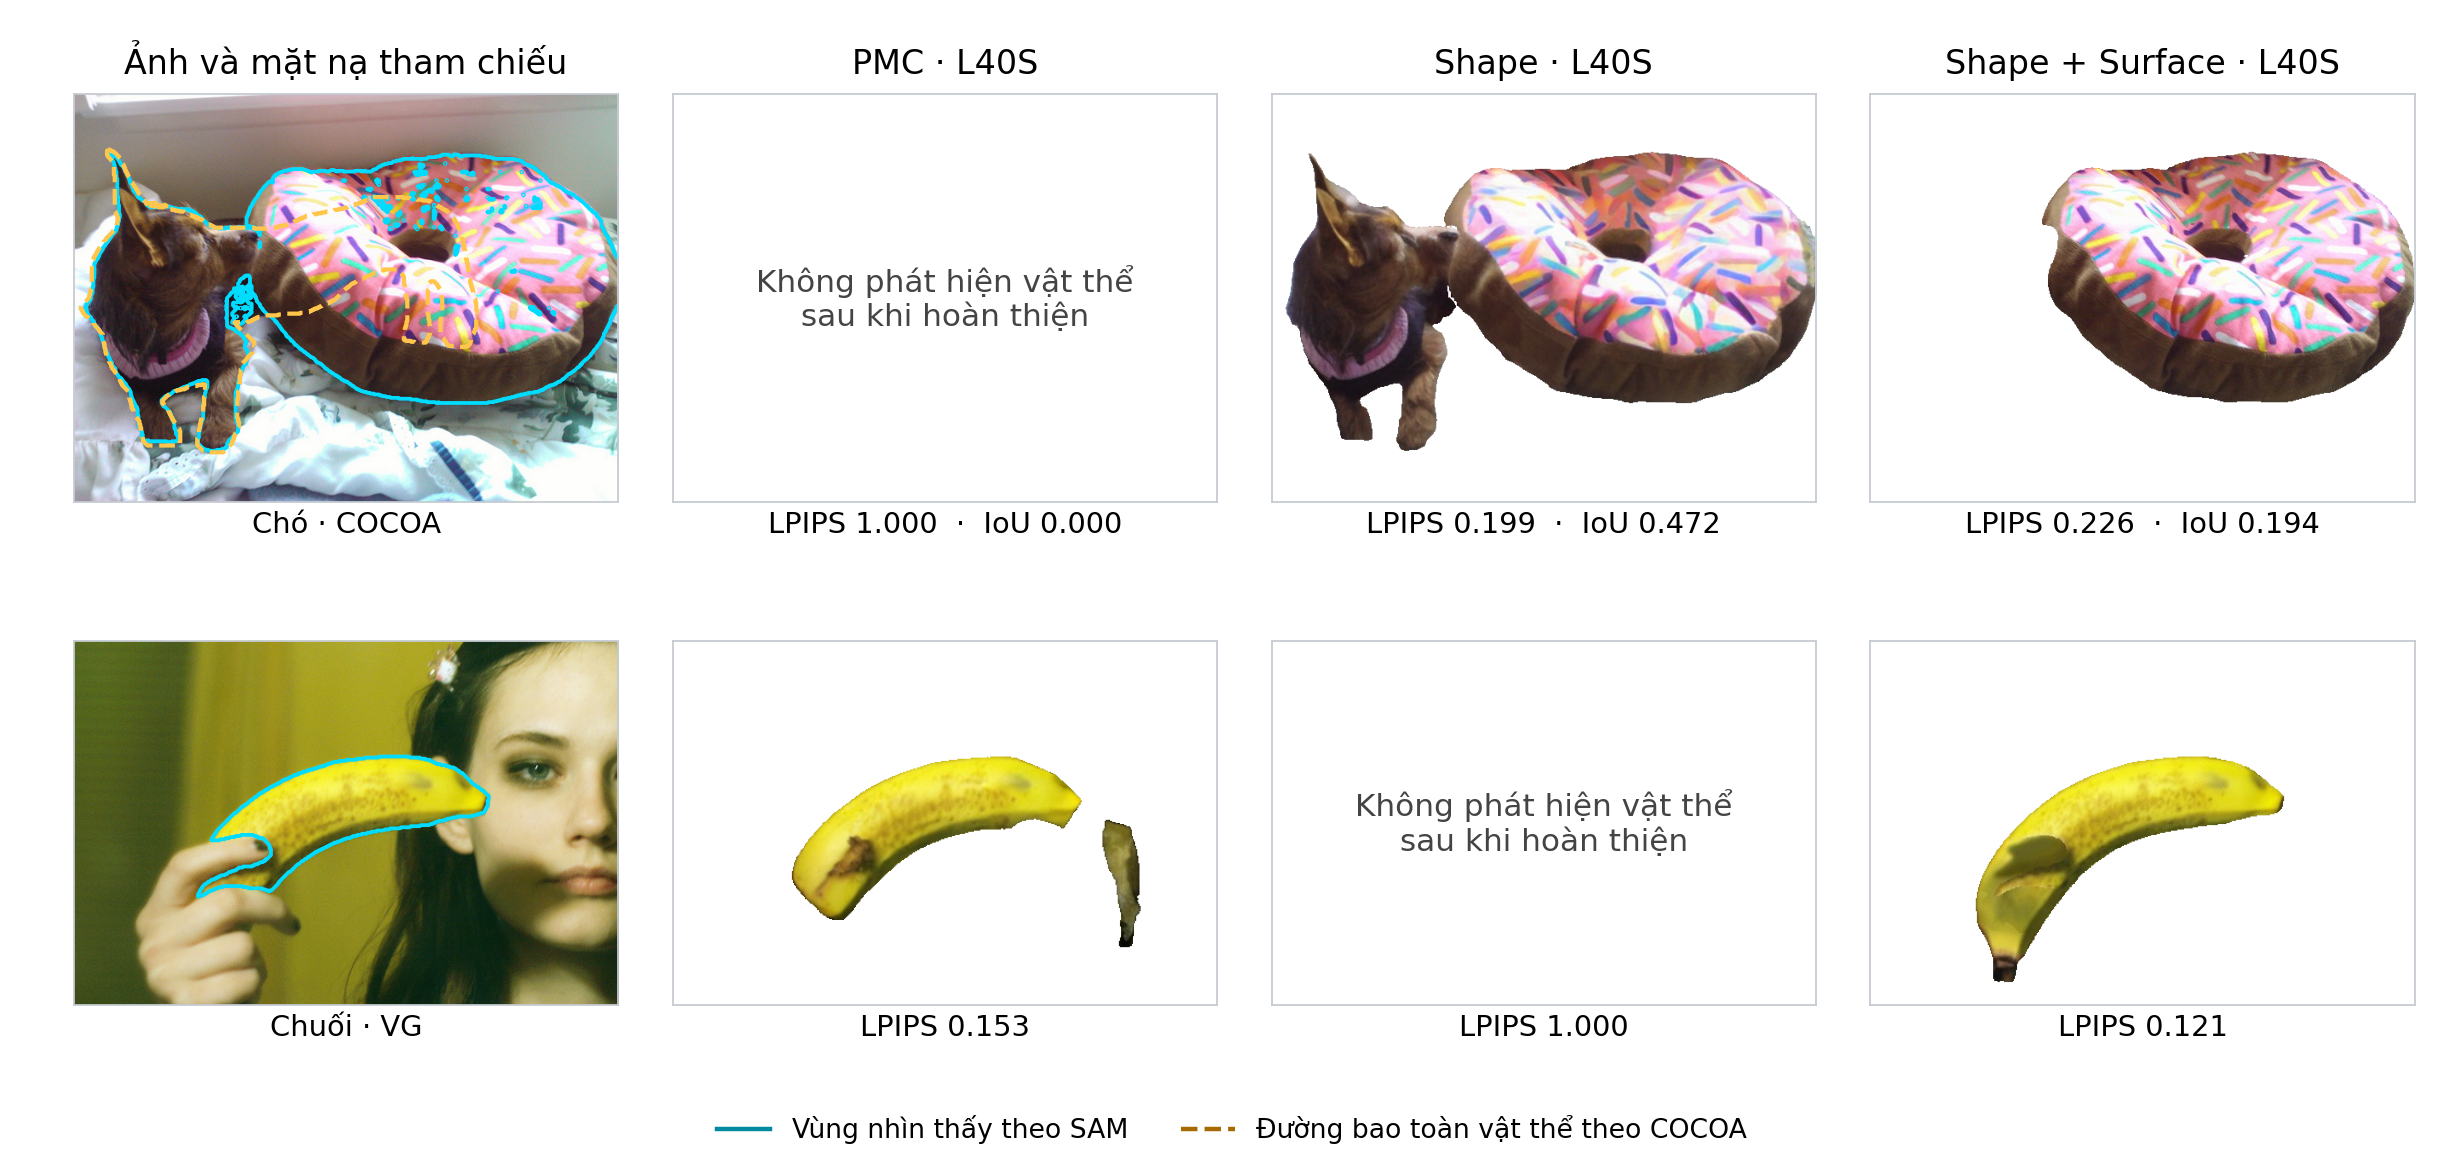 Ảnh và mặt nạ tham chiếu
PMC · L40S
Shape · L40S
Shape + Surface · L40S
Không phát hiện vật thể
sau khi hoàn thiện
Chó · COCOA
LPIPS 1.000 · IoU 0.000
LPIPS 0.199 · IoU 0.472
LPIPS 0.226 · IoU 0.194
Không phát hiện vật thể
sau khi hoàn thiện
Chuối · VG
LPIPS 0.153
LPIPS 1.000
LPIPS 0.121
Vùng nhìn thấy theo SAM
Đường bao toàn vật thể theo COCOA